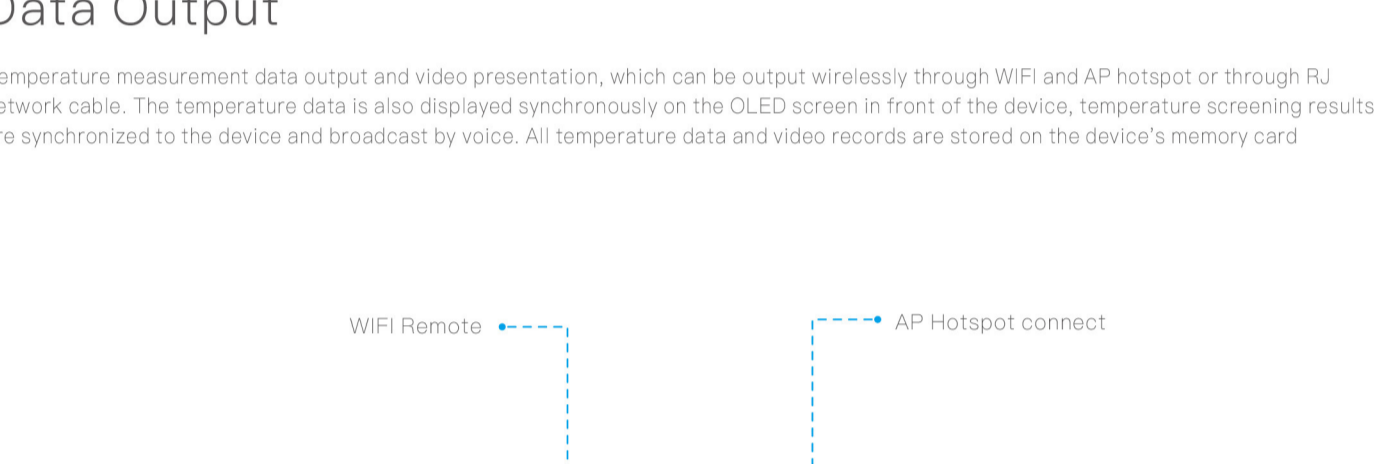 Data Output
emperature measurement data output and video presentation, which can be output wirelessly through WIFI and AP hotspot or through RJ
etwork cable. The temperature data is also displayed synchronously on the OLED screen in front of the device, temperature screening results
re synchronized to the device and broadcast by voice. All temperature data and video records are stored on the device's memory card
WIFI Remote
AP Hotspot connect